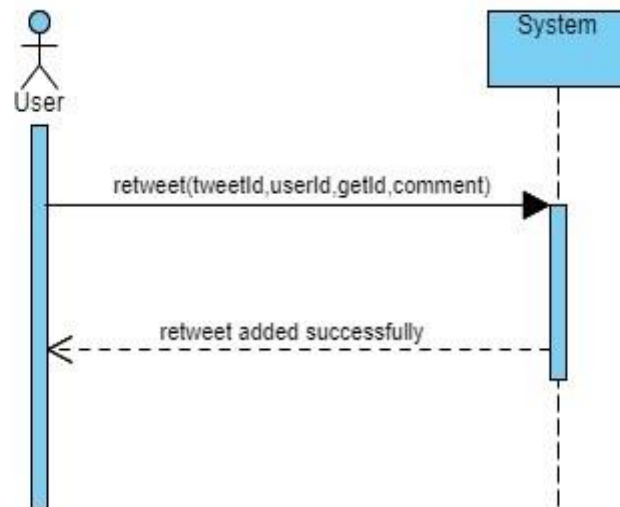 System
User
retweet(tweetId,userId,getId,comment)
retweet added successfully